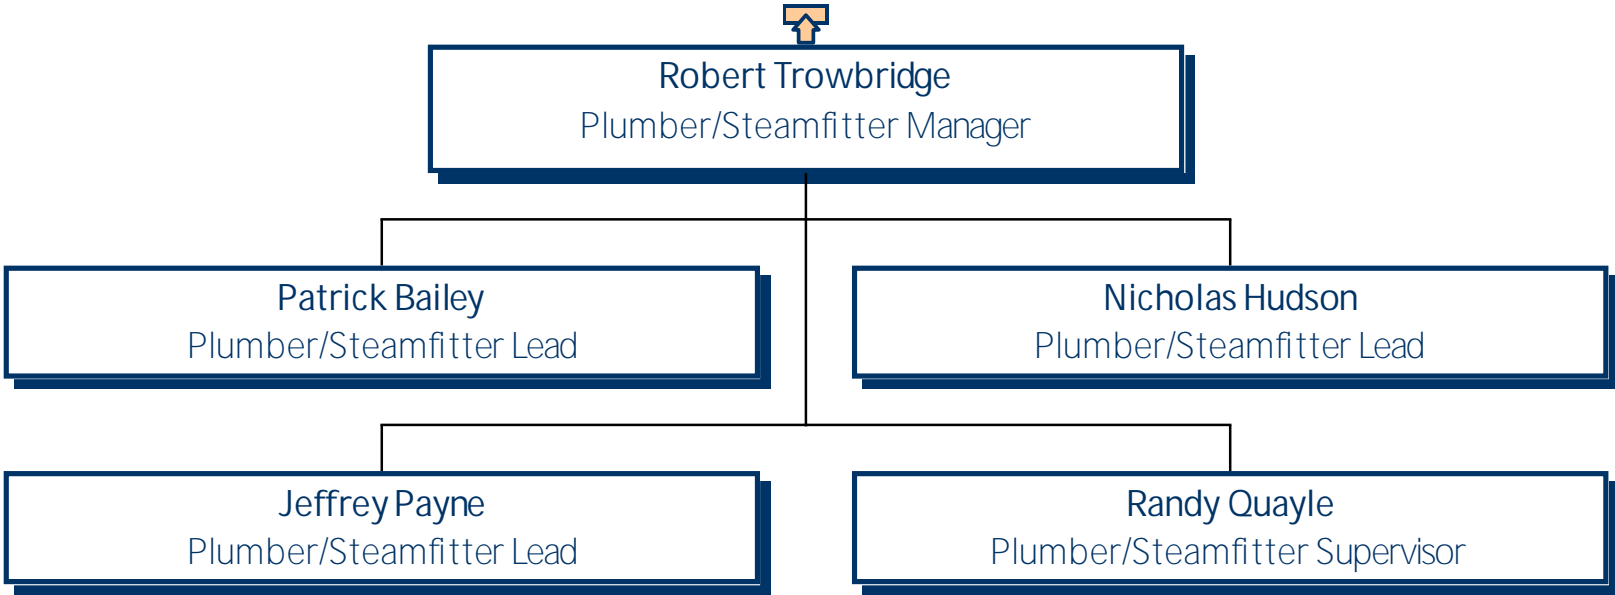 Robert Trowbridge
Plumber/Steamfitter Manager
Patrick Bailey
Plumber/Steamfitter Lead
Nicholas Hudson
Plumber/Steamfitter Lead
Jeffrey Payne
Plumber/Steamfitter Lead
Randy Quayle
Plumber/Steamfitter Supervisor